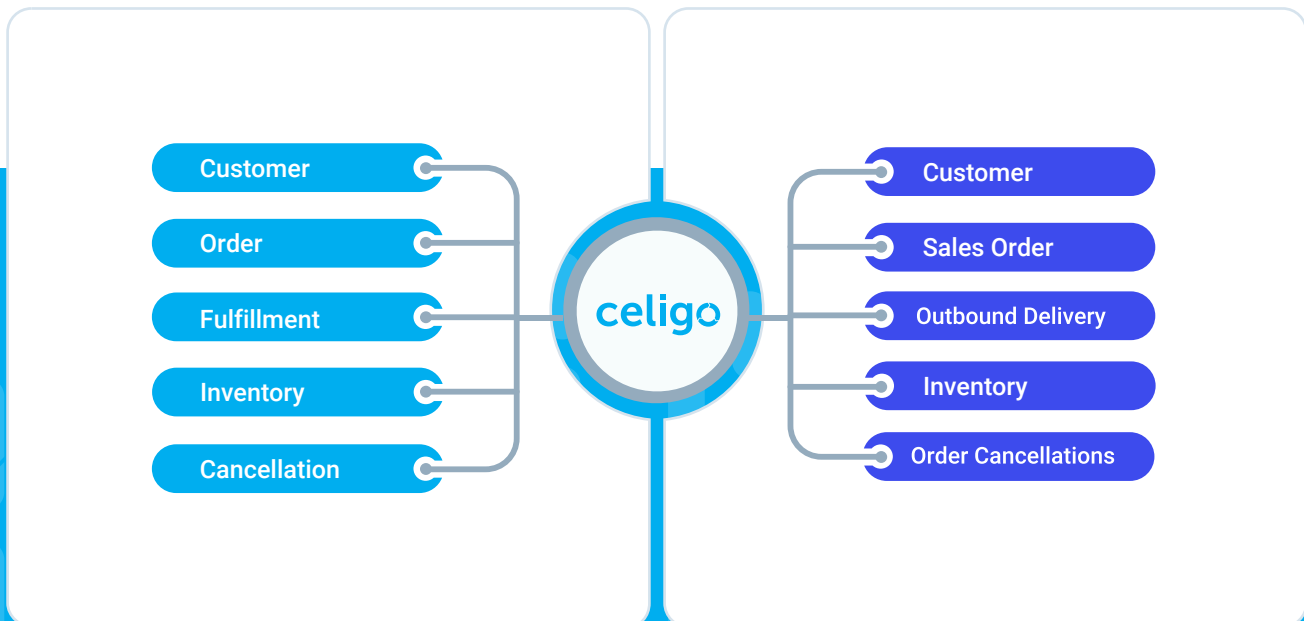 Customer
Order
Fulfillment
Inventory
Cancellation
celigo
Customer
Sales Order
Outbound Delivery
Inventory
Order Cancellations